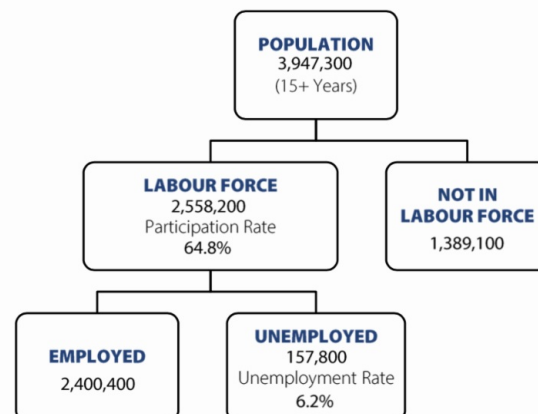 POPULATION
3,947,300
(15+ Years)
LABOUR FORCE
2,558,200
Participation Rate
64.8%
NOT IN
LABOUR FORCE
1,389,100
EMPLOYED
2,400,400
UNEMPLOYED
157,800
Unemployment Rate
6.2%